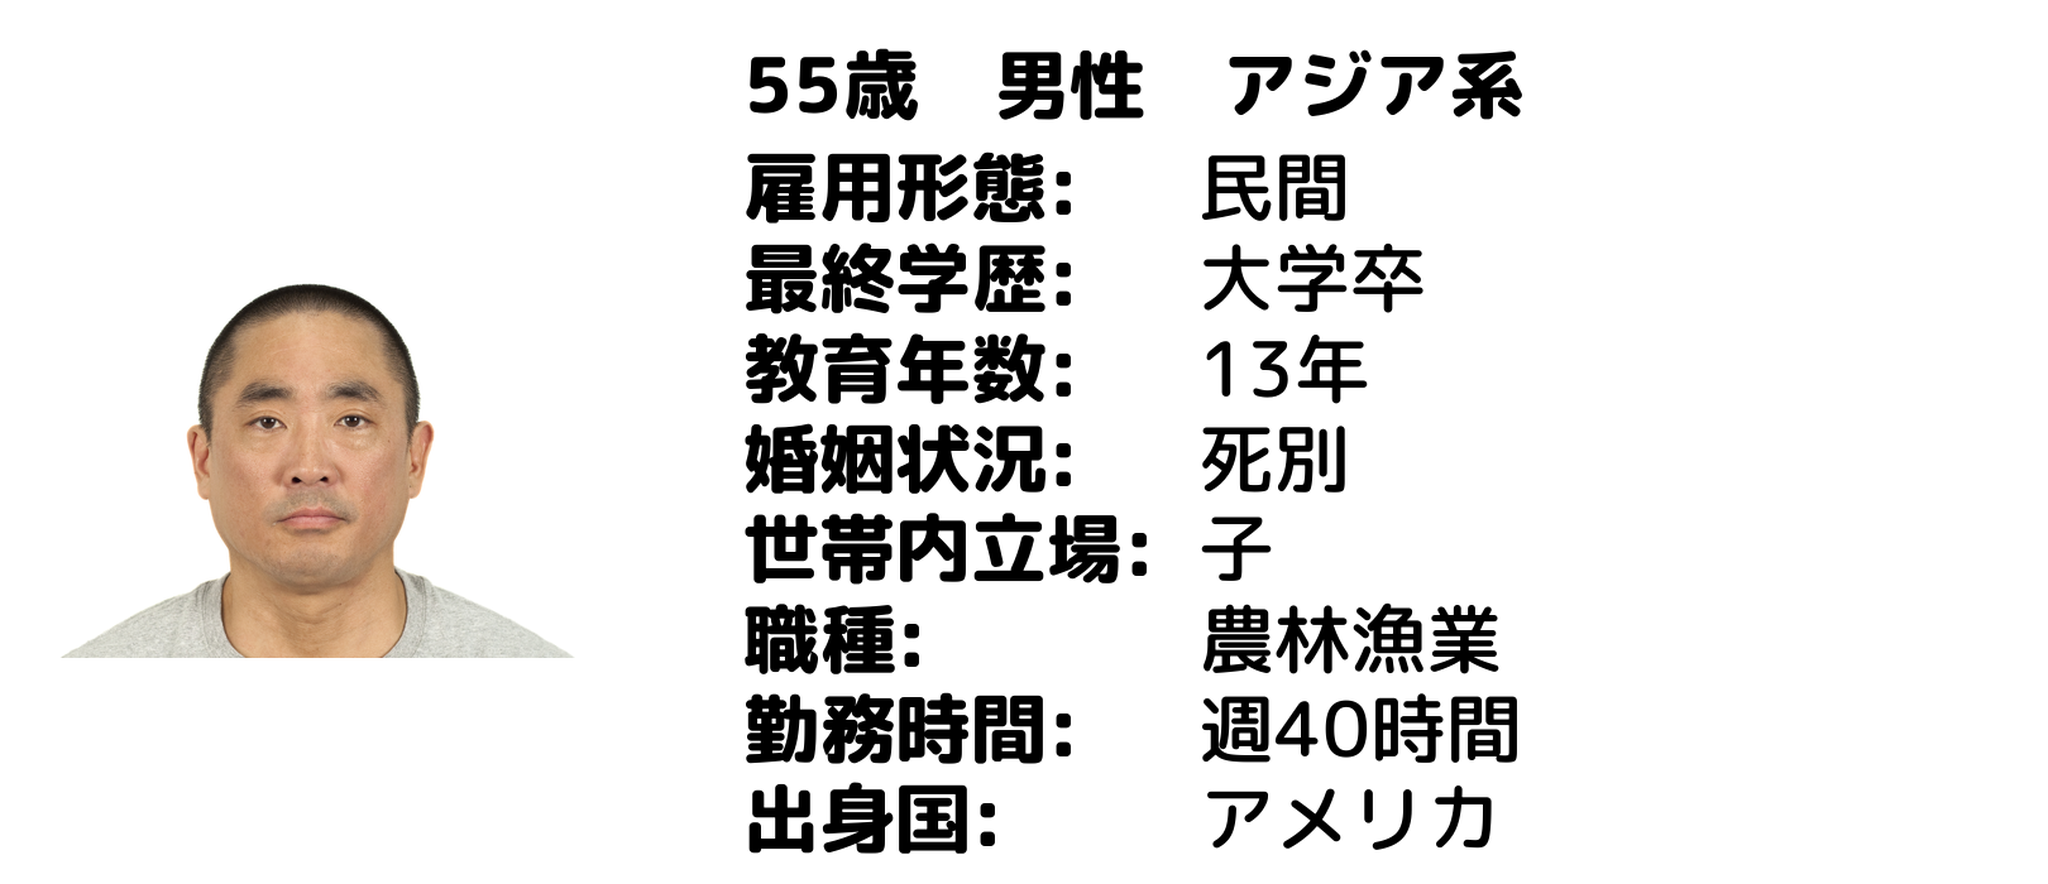 55歳　男性　アジア系
雇用形態: 民間
最終学歴: 大学卒
教育年数: 13年
婚姻状況: 死別
世帯内立場: 子
職種: 農林漁業
勤務時間: 週40時間
出身国: アメリカ